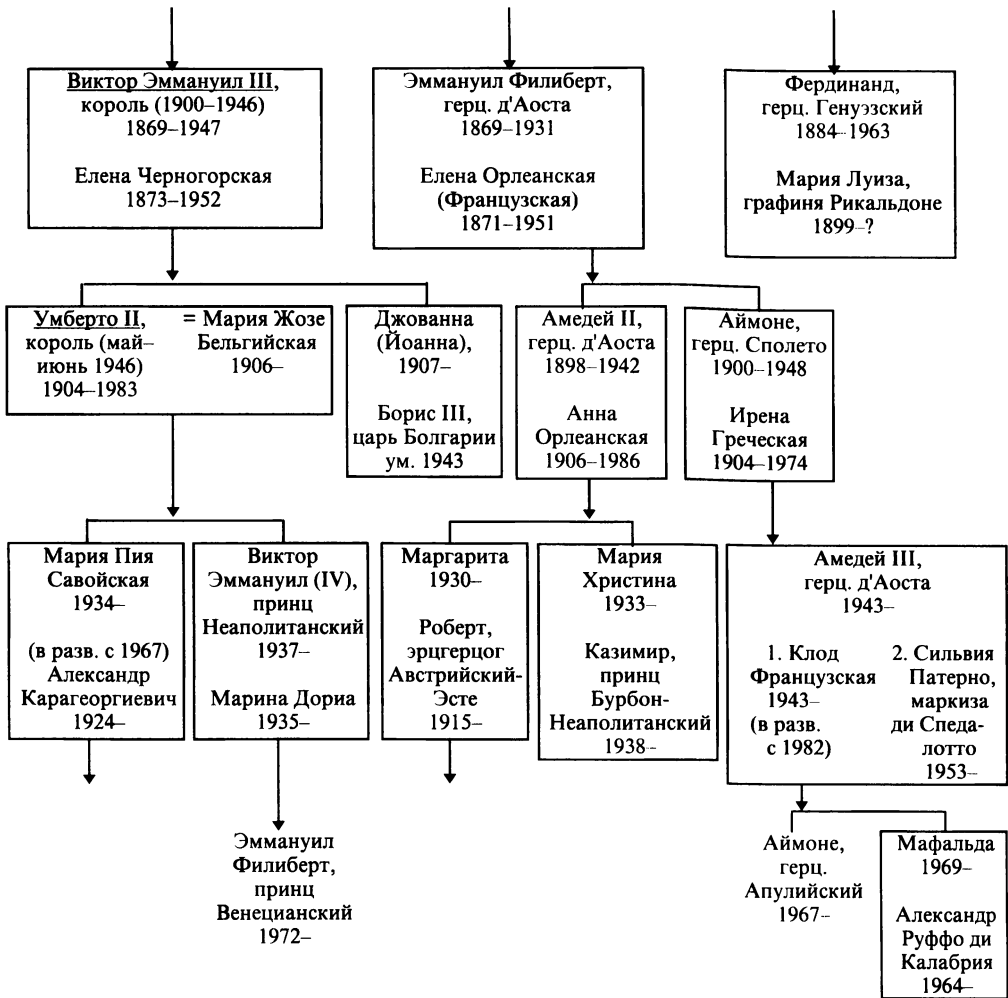 Виктор Эммануил III,
король (1900–1946)
1869–1947
Елена Черногорская
1873–1952
Эммануил Филиберт,
герц. д'Аоста
1869–1931
Елена Орлеанская
(Французская)
1871–1951
Фердинанд,
герц. Генуэзский
1884–1963
Мария Луиза,
графиня Рикальдоне
1899–?
Умберто II,
король (май–
июнь 1946)
1904–1983
= Мария Жозе
Бельгийская
1906–
Джованна
(Йоанна),
1907–
Борис III,
царь Болгарии
ум. 1943
Амедей II,
герц. д'Аоста
1898–1942
Анна
Орлеанская
1906–1986
Аймоне,
герц. Сполето
1900–1948
Ирена
Греческая
1904–1974
Мария Пия
Савойская
1934–
(в разв. с 1967)
Александр
Карагеоргиевич
1924–
Виктор
Эммануил (IV),
принц
Неаполитанский
1937–
Марина Дориа
1935–
Маргарита
1930–
Роберт,
эрцгерцог
Австрийский-
Эсте
1915–
Мария
Христина
1933–
Казимир,
принц
Бурбон-
Неаполитанский
1938–
Амедей III,
герц. д'Аоста
1943–
1. Клод
Французская
1943–
(в разв.
с 1982)
2. Сильвия
Патерно,
маркиза
ди Спеда-
лотто
1953–
Эммануил
Филиберт,
принц
Венецианский
1972–
Аймоне,
герц.
Апулийский
1967–
Мафальда
1969–
Александр
Руффо ди
Калабрия
1964–